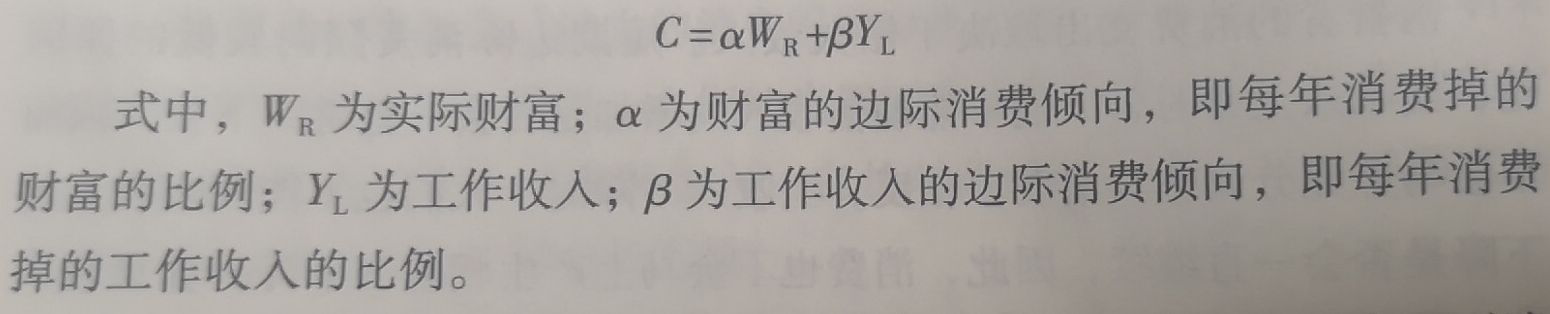 C=αW_R+βY_L
式中，W_R 为实际财富；α 为财富的边际消费倾向，即每年消费掉的
财富的比例；Y_L 为工作收入；β 为工作收入的边际消费倾向，即每年消费
掉的工作收入的比例。